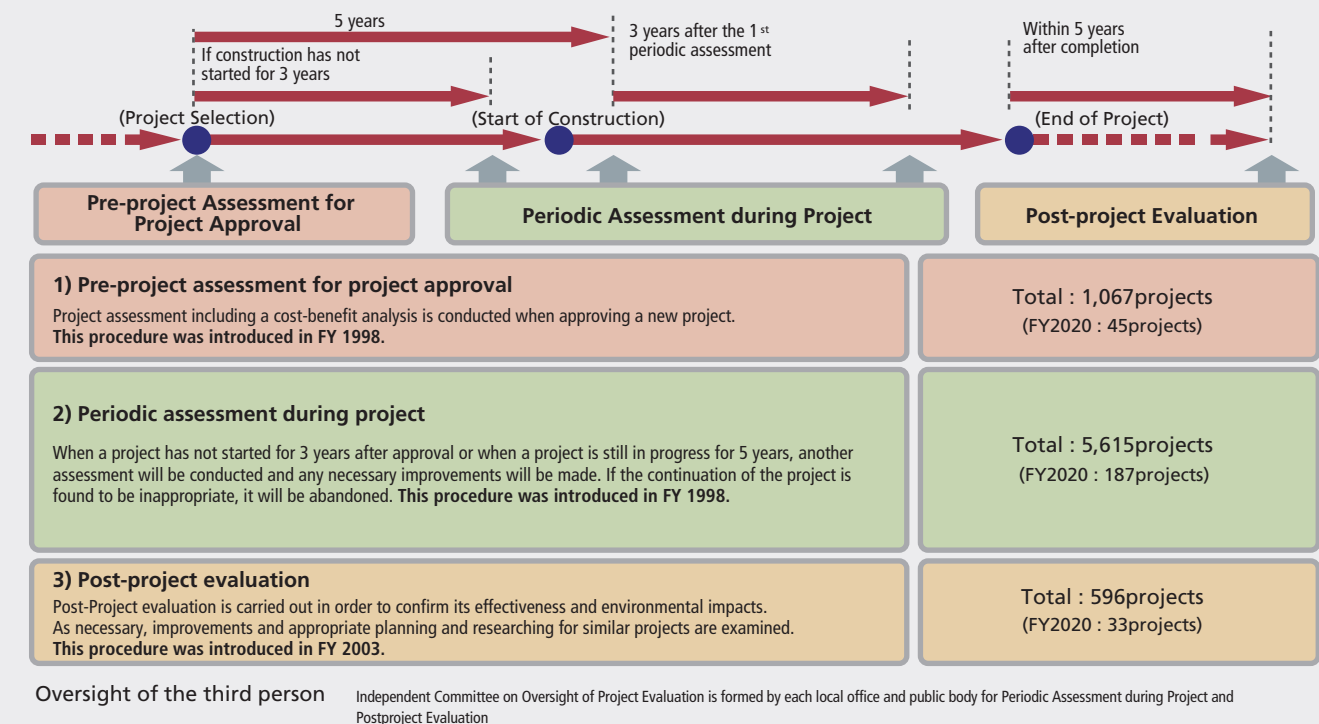 5 years
If construction has not
started for 3 years
3 years after the 1 st
periodic assessment
Within 5 years
after completion
(Project Selection)
(Start of Construction)
(End of Project)
Pre-project Assessment for
Project Approval
Periodic Assessment during Project
Post-project Evaluation
1) Pre-project assessment for project approval
Project assessment including a cost-benefit analysis is conducted when approving a new project.
This procedure was introduced in FY 1998.
Total : 1,067projects
(FY2020 : 45projects)
2) Periodic assessment during project
When a project has not started for 3 years after approval or when a project is still in progress for 5 years, another
assessment will be conducted and any necessary improvements will be made. If the continuation of the project is
found to be inappropriate, it will be abandoned. This procedure was introduced in FY 1998.
Total : 5,615projects
(FY2020 : 187projects)
3) Post-project evaluation
Post-Project evaluation is carried out in order to confirm its effectiveness and environmental impacts.
As necessary, improvements and appropriate planning and researching for similar projects are examined.
This procedure was introduced in FY 2003.
Total : 596projects
(FY2020 : 33projects)
Oversight of the third person
Independent Committee on Oversight of Project Evaluation is formed by each local office and public body for Periodic Assessment during Project and
Postproject Evaluation